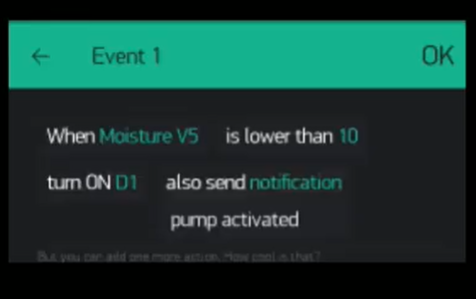 ← Event 1 OK
When Moisture V5 is lower than 10
turn ON D1 also send notification
pump activated
But you can add one more action. How cool is that?